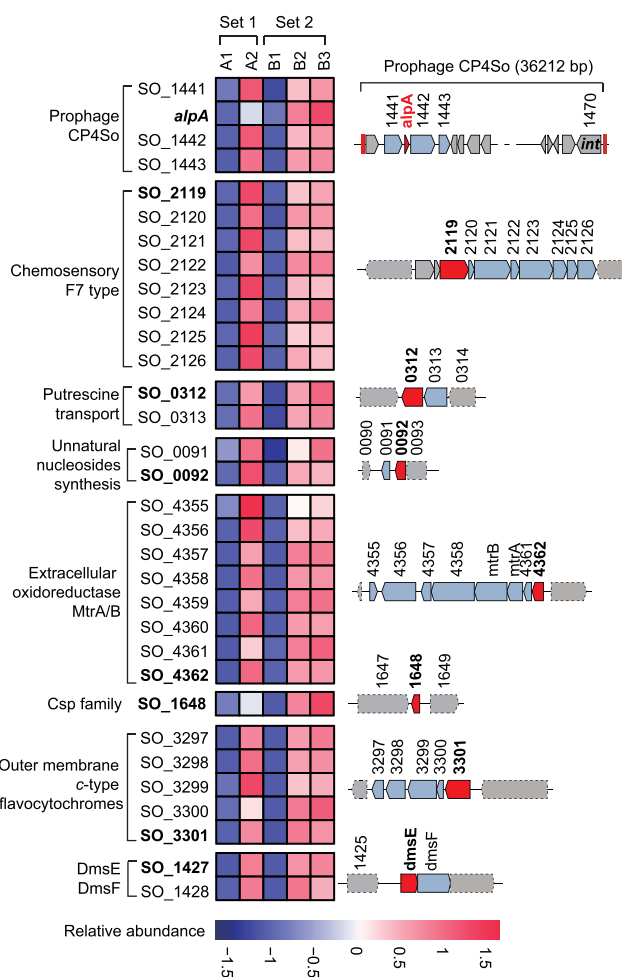 Set 1 Set 2
A1 A2 B1 B2 B3
Prophage CP4So (36212 bp)
Prophage
CP4So
SO_1441
alpA
SO_1442
SO_1443
1441 alpA 1442 1443 1470
int
Chemosensory
F7 type
SO_2119
SO_2120
SO_2121
SO_2122
SO_2123
SO_2124
SO_2125
SO_2126
2119 2120 2121 2122 2123 2124 2125 2126
Putrescine
transport
SO_0312
SO_0313
0312 0313 0314
Unnatural
nucleosides
synthesis
SO_0091
SO_0092
0090 0091 0092 0093
Extracellular
oxidoreductase
MtrA/B
SO_4355
SO_4356
SO_4357
SO_4358
SO_4359
SO_4360
SO_4361
SO_4362
4355 4356 4357 4358 mtrB mtrA 4361 4362
Csp family
SO_1648
1647 1648 1649
Outer membrane
c-type
flavocytochromes
SO_3297
SO_3298
SO_3299
SO_3300
SO_3301
3297 3298 3299 3300 3301
DmsE
DmsF
SO_1427
SO_1428
1425 dmsE dmsF
Relative abundance
-1.5 -1 -0.5 0 0.5 1 1.5